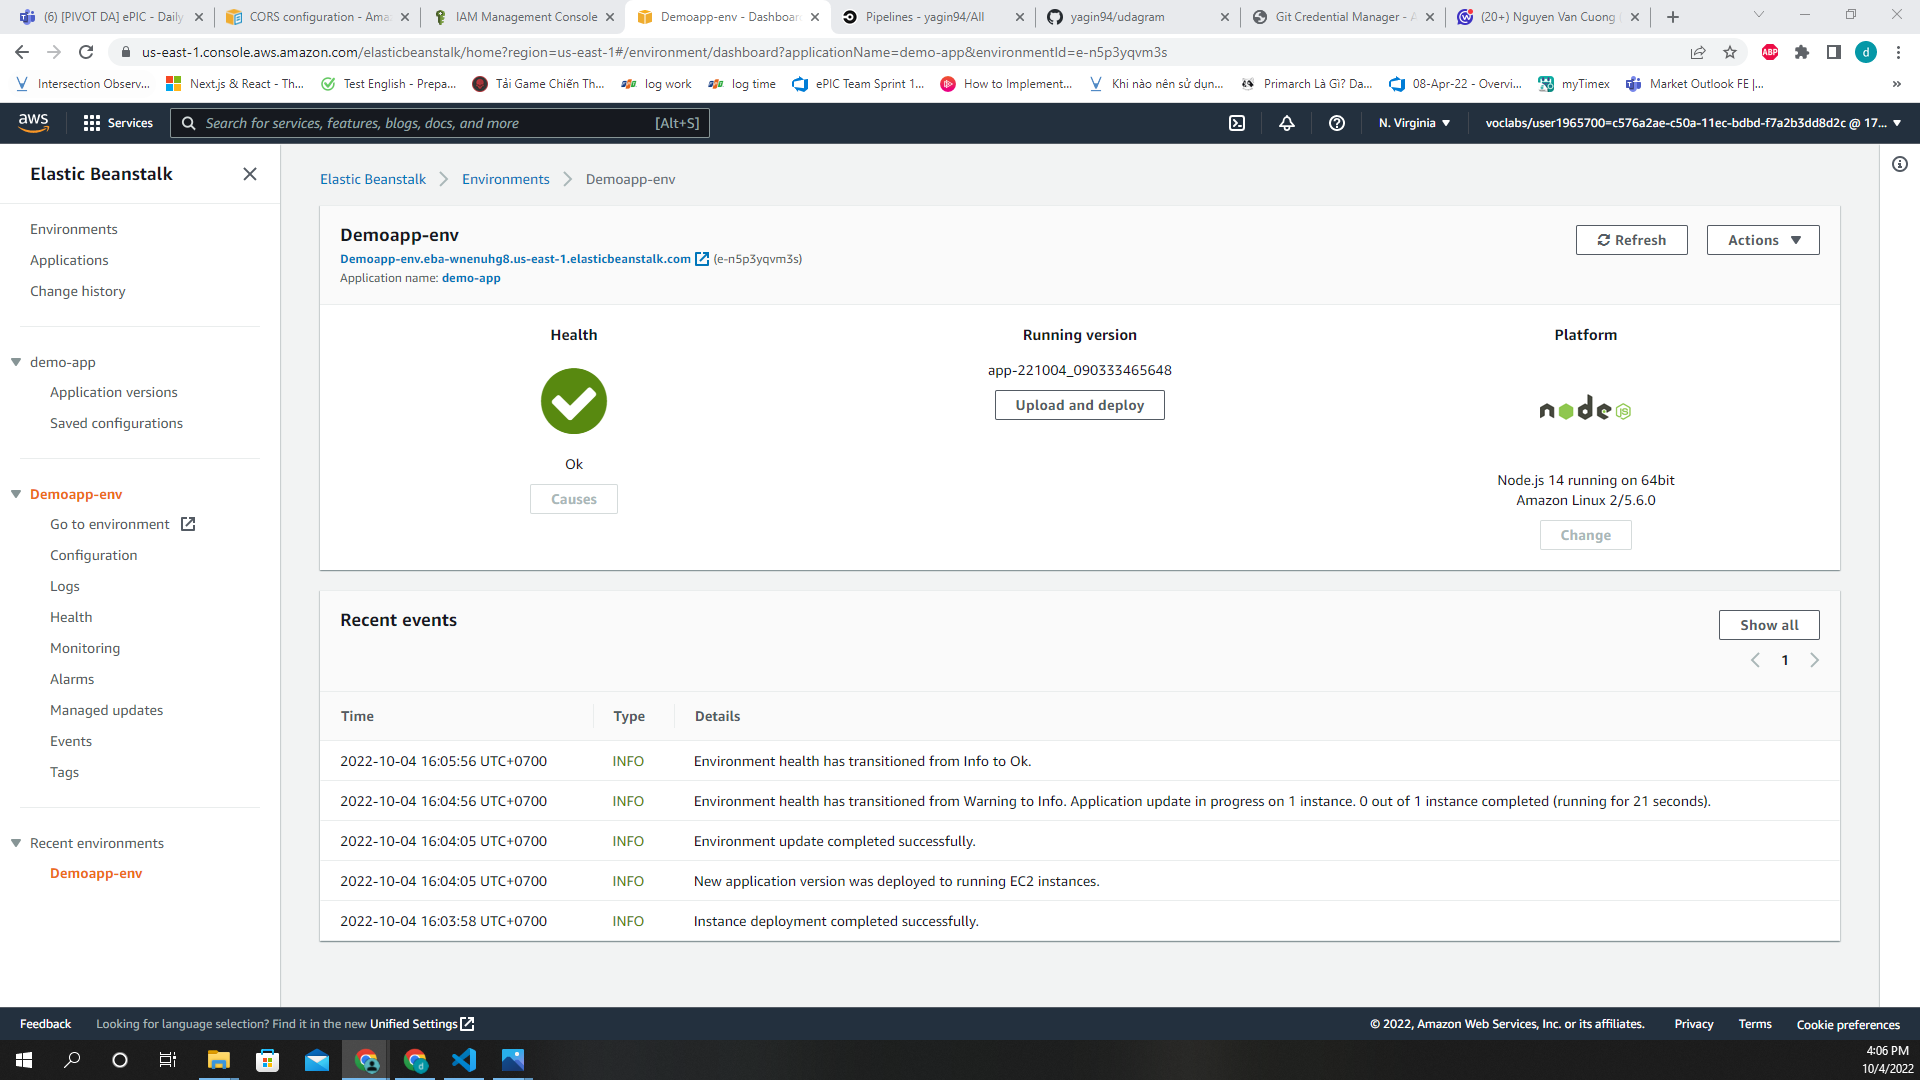 (6) [PIVOT DA] ePIC - Daily
CORS configuration - Ama
IAM Management Console
Demoapp-env - Dashboard
Pipelines - yagin94/All
yagin94/udagram
Git Credential Manager - A
(20+) Nguyen Van Cuong
us-east-1.console.aws.amazon.com/elasticbeanstalk/home?region=us-east-1#/environment/dashboard?applicationName=demo-app&environmentId=e-n5p3yqvm3s
ABP
d
Intersection Observ...
Next.js & React - Th...
Test English - Prepa...
Tải Game Chiến Th...
log work
log time
ePIC Team Sprint 1...
How to Implement...
Khi nào nên sử dụn...
Primarch Là Gì? Da...
08-Apr-22 - Overvi...
myTimex
Market Outlook FE |...
»
aws
Services
Search for services, features, blogs, docs, and more
[Alt+S]
N. Virginia
voclabs/user1965700=c576a2ae-c50a-11ec-bdbd-f7a2b3dd8d2c @ 17...
Elastic Beanstalk
Environments
Applications
Change history
demo-app
Application versions
Saved configurations
Demoapp-env
Go to environment
Configuration
Logs
Health
Monitoring
Alarms
Managed updates
Events
Tags
Recent environments
Demoapp-env
Elastic Beanstalk
Environments
Demoapp-env
Demoapp-env
Demoapp-env.eba-wnenuhg8.us-east-1.elasticbeanstalk.com (e-n5p3yqvm3s)
Application name: demo-app
Refresh
Actions
Health
Ok
Causes
Running version
app-221004_090333465648
Upload and deploy
Platform
node
JS
Node.js 14 running on 64bit
Amazon Linux 2/5.6.0
Change
Recent events
Show all
1
Time Type Details
2022-10-04 16:05:56 UTC+0700 INFO Environment health has transitioned from Info to Ok.
2022-10-04 16:04:56 UTC+0700 INFO Environment health has transitioned from Warning to Info. Application update in progress on 1 instance. 0 out of 1 instance completed (running for 21 seconds).
2022-10-04 16:04:05 UTC+0700 INFO Environment update completed successfully.
2022-10-04 16:04:05 UTC+0700 INFO New application version was deployed to running EC2 instances.
2022-10-04 16:03:58 UTC+0700 INFO Instance deployment completed successfully.
Feedback
Looking for language selection? Find it in the new Unified Settings
© 2022, Amazon Web Services, Inc. or its affiliates.
Privacy
Terms
Cookie preferences
4:06 PM
10/4/2022